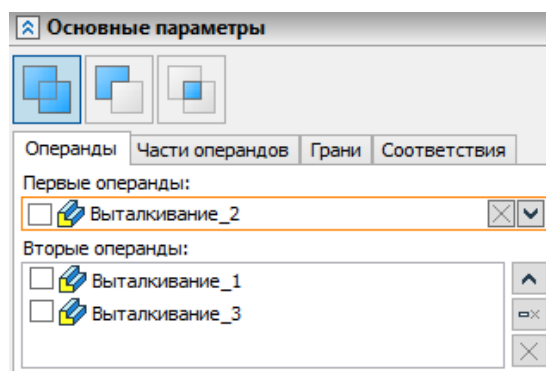 Основные параметры
Операнды Части операндов Грани Соответствия
Первые операнды:
Выталкивание_2
Вторые операнды:
Выталкивание_1
Выталкивание_3